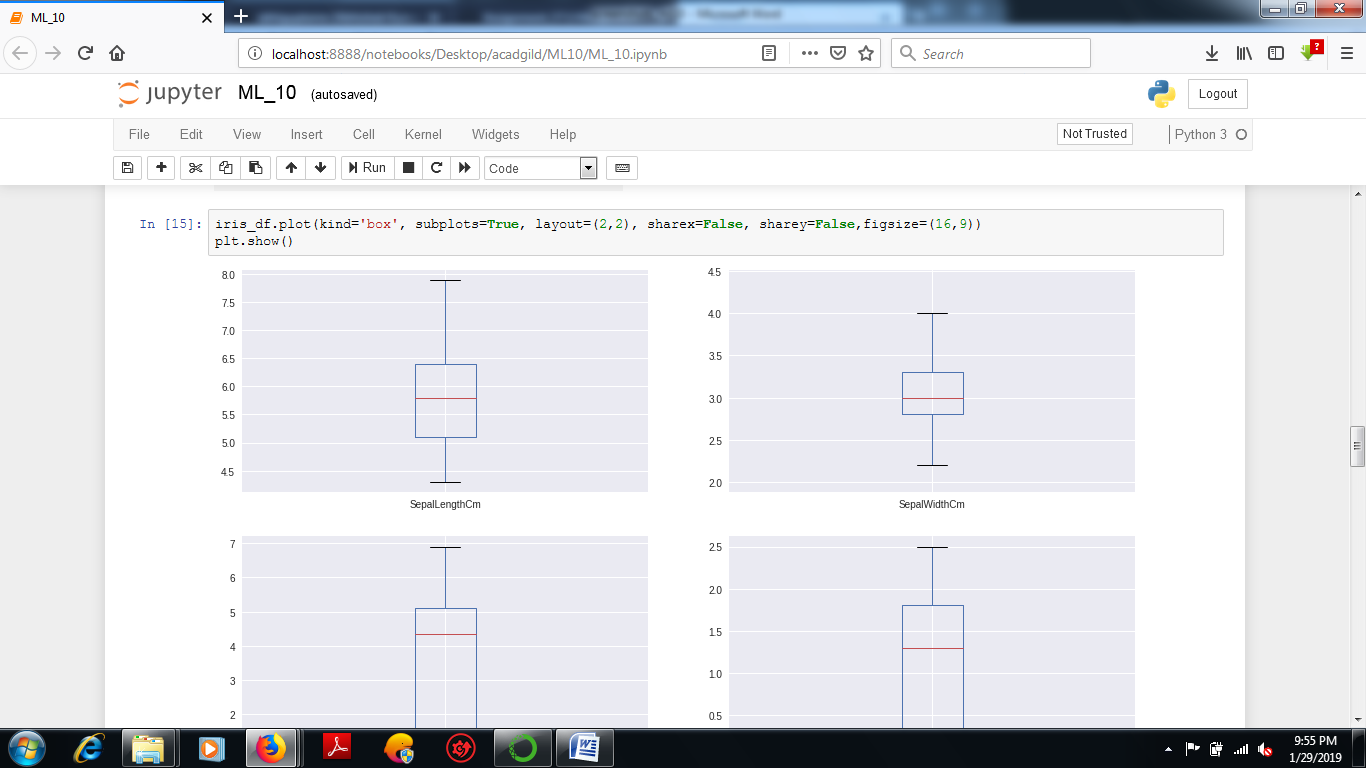 ML_10
Microsoft Word
localhost:8888/notebooks/Desktop/acadgild/ML10/ML_10.ipynb
Search
?
jupyter ML_10 (autosaved)
Logout
File Edit View Insert Cell Kernel Widgets Help
Not Trusted
Python 3
Run
Code
In [15]: iris_df.plot(kind='box', subplots=True, layout=(2,2), sharex=False, sharey=False,figsize=(16,9))
plt.show()
8.0
7.5
7.0
6.5
6.0
5.5
5.0
4.5
SepalLengthCm
4.5
4.0
3.5
3.0
2.5
2.0
SepalWidthCm
7
6
5
4
3
2
2.5
2.0
1.5
1.0
0.5
9:55 PM
1/29/2019